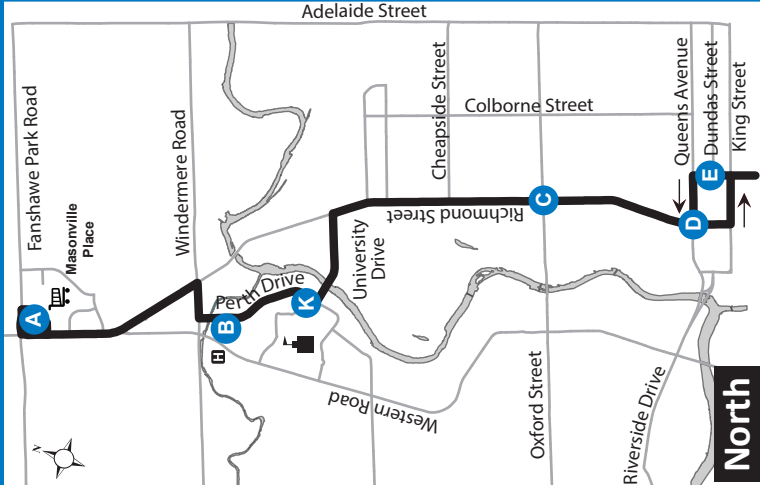 Adelaide Street
Fanshawe Park Road
Masonville
Place
Windermere Road
Cheapside Street
Colborne Street
Queens Avenue
Dundas Street
King Street
Richmond Street
University
Drive
Perth Drive
Western Road
Oxford Street
Riverside Drive
A
B
K
C
D
E
H
N
North